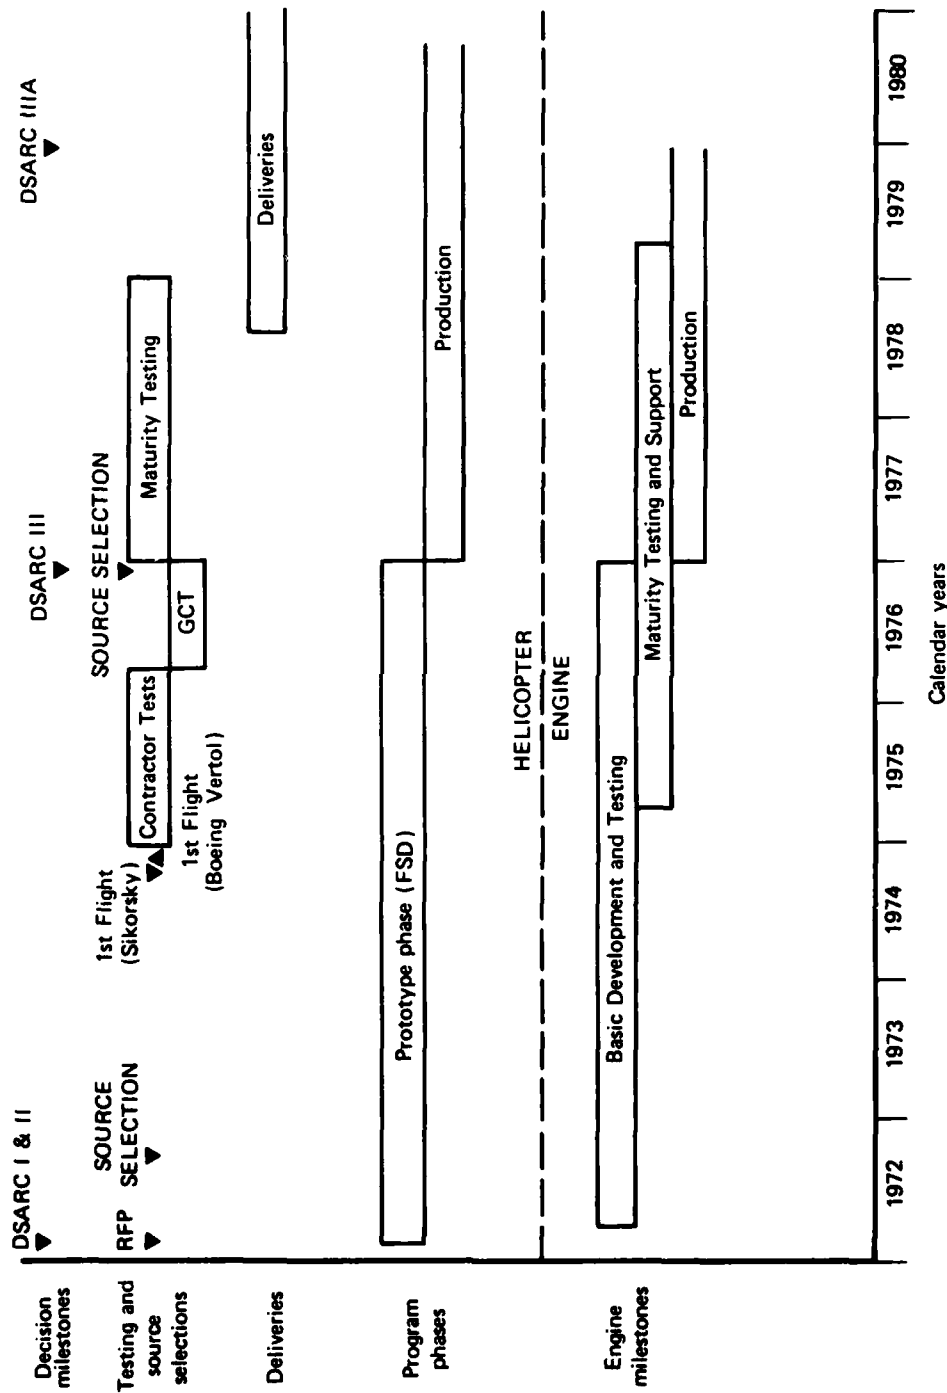 Decision
milestones
DSARC I & II
DSARC III
DSARC IIIA
Testing and
source
selections
RFP
SOURCE
SELECTION
1st Flight
(Sikorsky)
1st Flight
(Boeing Vertol)
Contractor Tests
GCT
SOURCE SELECTION
Maturity Testing
Deliveries
Deliveries
Program
phases
Prototype phase (FSD)
Production
HELICOPTER
ENGINE
Engine
milestones
Basic Development and Testing
Maturity Testing and Support
Production
1972
1973
1974
1975
1976
1977
1978
1979
1980
Calendar years